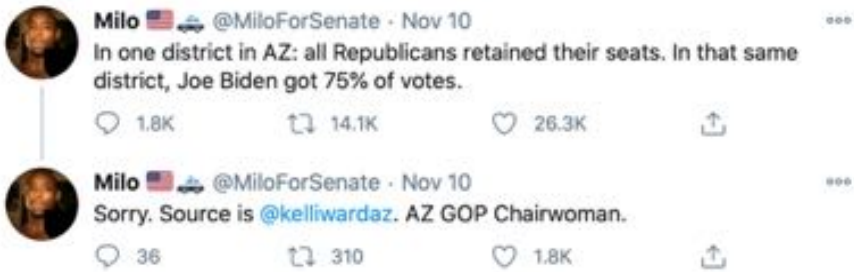 Milo 🇺🇸🚓 @MiloForSenate · Nov 10
In one district in AZ: all Republicans retained their seats. In that same
district, Joe Biden got 75% of votes.
1.8K 14.1K 26.3K
Milo 🇺🇸🚓 @MiloForSenate · Nov 10
Sorry. Source is @kelliwardaz. AZ GOP Chairwoman.
36 310 1.8K